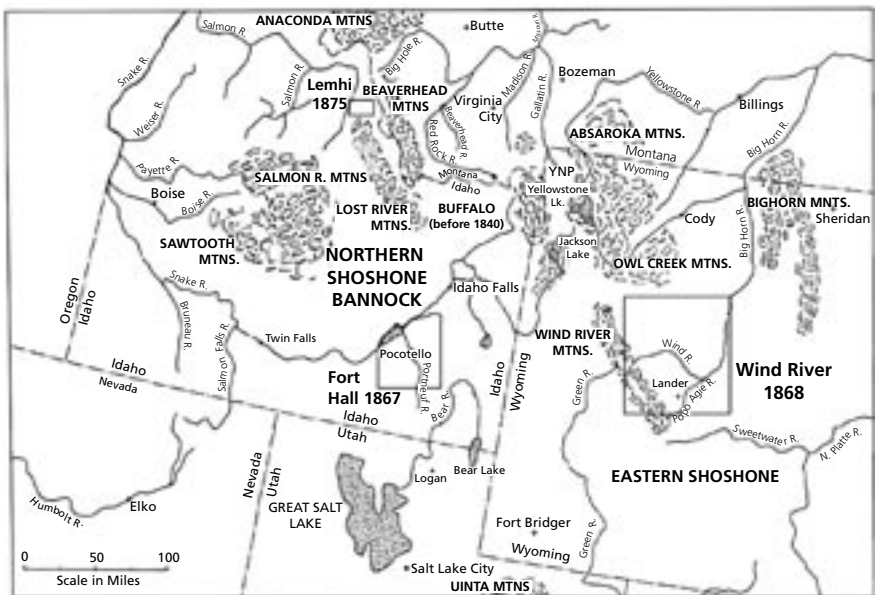 ANACONDA MTNS
Butte
Salmon R.
Big Hole R.
Missouri R.
Snake R.
Lemhi
1875
Salmon R.
BEAVERHEAD
MTNS
Virginia
City
Madison R.
Gallatin R.
Bozeman
Yellowstone R.
Billings
Weiser R.
Beaverhead R.
Red Rock R.
ABSAROKA MTNS.
Big Horn R.
Payette R.
SALMON R. MTNS
Montana
Idaho
YNP
Montana
Wyoming
Yellowstone
Lk.
Boise
Boise R.
LOST RIVER
MTNS.
BUFFALO
(before 1840)
Cody
BIGHORN MNTS.
Sheridan
Big Horn R.
SAWTOOTH
MTNS.
NORTHERN
SHOSHONE
BANNOCK
Jackson
Lake
OWL CREEK MTNS.
Oregon
Idaho
Snake R.
Bruneau R.
Salmon Falls R.
Idaho Falls
Twin Falls
Pocotello
WIND RIVER
MTNS.
Wind R.
Lander
Popo Agie R.
Wind River
1868
Idaho
Nevada
Fort
Hall 1867
Portneuf R.
Bear R.
Idaho
Wyoming
Green R.
Idaho
Utah
Sweetwater R.
N. Platte R.
Nevada
Utah
Logan
Bear Lake
EASTERN SHOSHONE
Humbolt R.
Elko
GREAT SALT
LAKE
Fort Bridger
Green R.
Wyoming
0 50 100
Scale in Miles
Salt Lake City
UINTA MTNS